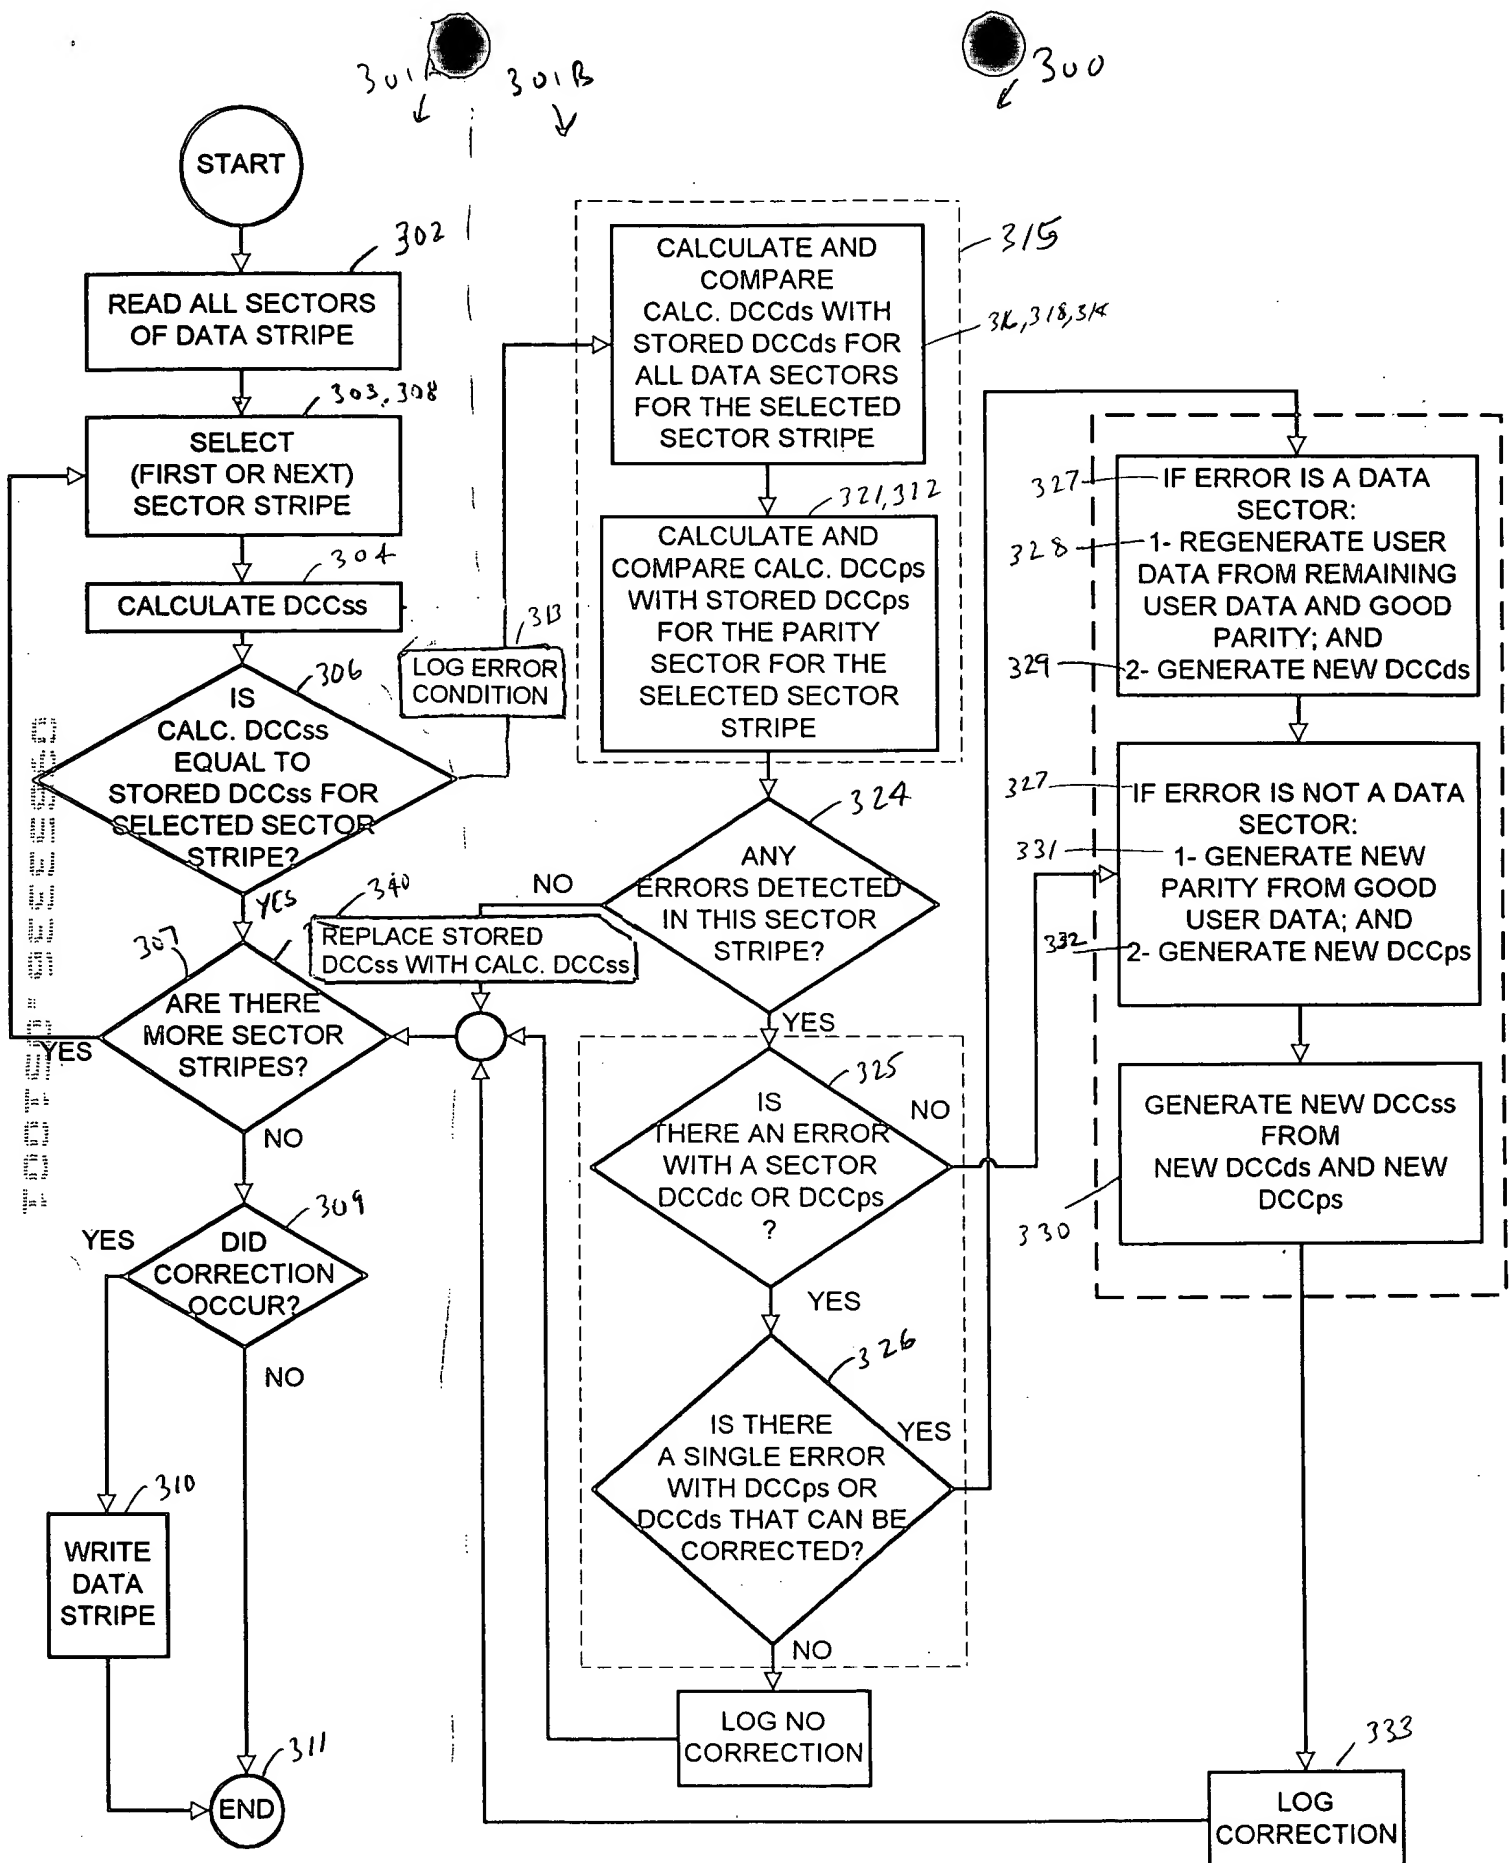 301B
300
START
302
READ ALL SECTORS
OF DATA STRIPE
303, 308
SELECT
(FIRST OR NEXT)
SECTOR STRIPE
304
CALCULATE DCCss
306
IS
CALC. DCCss
EQUAL TO
STORED DCCss FOR
SELECTED SECTOR
STRIPE?
YES
313
LOG ERROR
CONDITION
307
ARE THERE
MORE SECTOR
STRIPES?
YES
NO
309
DID
CORRECTION
OCCUR?
YES
NO
310
WRITE
DATA
STRIPE
311
END
315
CALCULATE AND
COMPARE
CALC. DCCds WITH
STORED DCCds FOR
ALL DATA SECTORS
FOR THE SELECTED
SECTOR STRIPE
321, 312
CALCULATE AND
COMPARE CALC. DCCps
WITH STORED DCCps
FOR THE PARITY
SECTOR FOR THE
SELECTED SECTOR
STRIPE
324
ANY
ERRORS DETECTED
IN THIS SECTOR
STRIPE?
NO
340
REPLACE STORED
DCCss WITH CALC. DCCss
YES
325
IS
THERE AN ERROR
WITH A SECTOR
DCCdc OR DCCps
?
NO
YES
326
IS THERE
A SINGLE ERROR
WITH DCCps OR
DCCds THAT CAN BE
CORRECTED?
YES
NO
LOG NO
CORRECTION
327
IF ERROR IS A DATA
SECTOR:
328
1- REGENERATE USER
DATA FROM REMAINING
USER DATA AND GOOD
PARITY; AND
329
2- GENERATE NEW DCCds
327
IF ERROR IS NOT A DATA
SECTOR:
331
1- GENERATE NEW
PARITY FROM GOOD
USER DATA; AND
332
2- GENERATE NEW DCCps
GENERATE NEW DCCss
FROM
NEW DCCds AND NEW
DCCps
330
333
LOG
CORRECTION